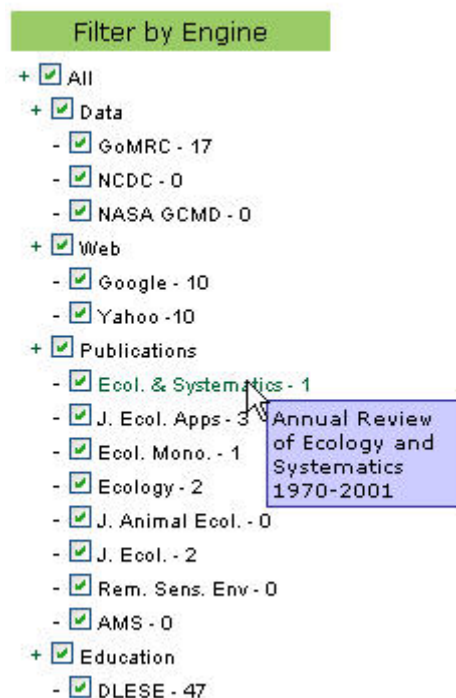 Filter by Engine
+ All
+ Data
- GoMRC - 17
- NCDC - 0
- NASA GCMD - 0
+ Web
- Google - 10
- Yahoo -10
+ Publications
- Ecol. & Systematics - 1
- J. Ecol. Apps - 3
- Ecol. Mono. - 1
- Ecology - 2
- J. Animal Ecol. - 0
- J. Ecol. - 2
- Rem. Sens. Env - 0
- AMS - 0
+ Education
- DLESE - 47
Annual Review
of Ecology and
Systematics
1970-2001